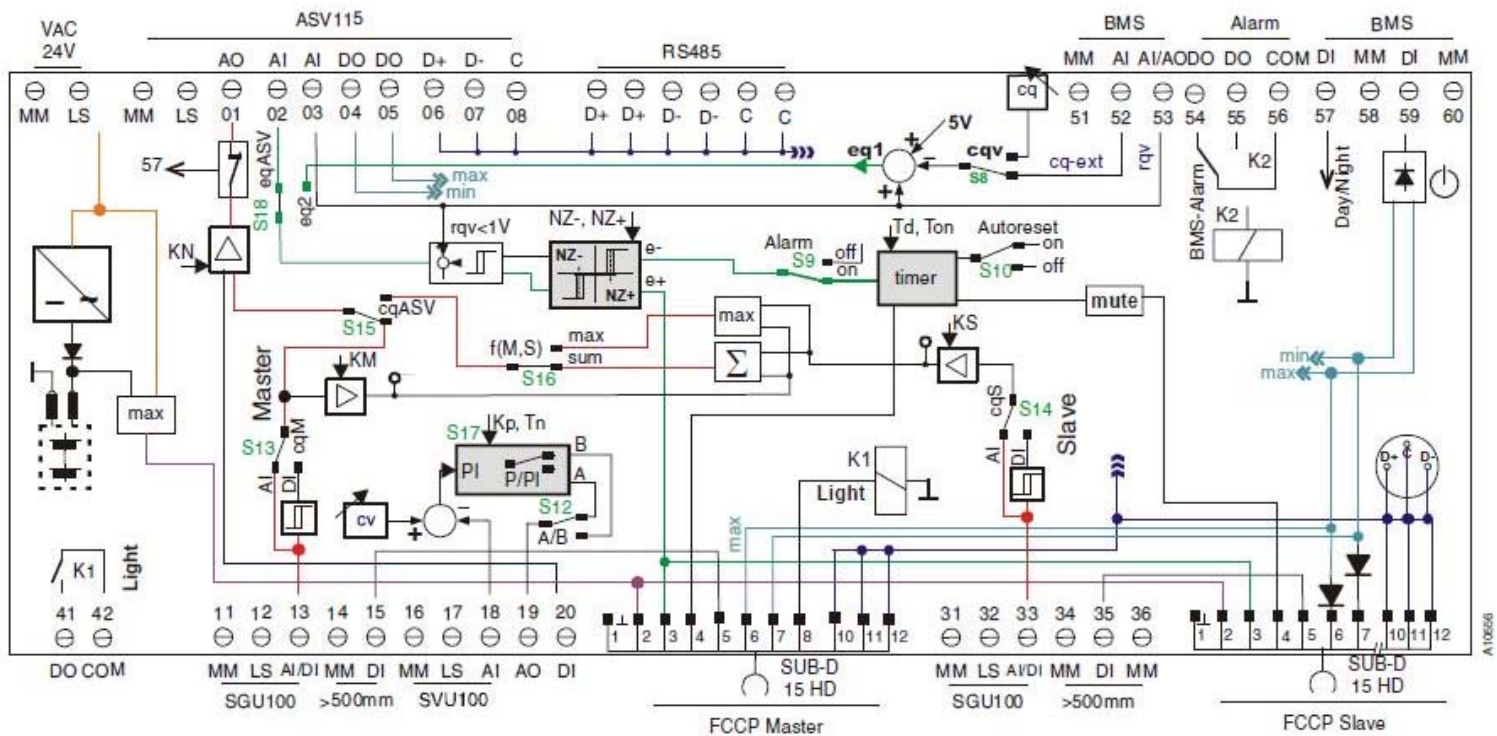 VAC
24V
ASV115
RS485
BMS
Alarm
BMS
AO AI AI DO DO D+ D- C
MM AI AI/AO DO DO COM DI MM DI MM
MM LS MM LS 01 02 03 04 05 06 07 08
D+ D+ D- D- C C
cq
51 52 53 54 55 56 57 58 59 60
57
eqASV
S18
eq2
max
min
eq1
5V
cqv
S8
cq-ext
rqv
BMS-Alarm
K2
K2
Day/Night
KN
rqv<1V
NZ-, NZ+
NZ-
NZ+
e-
e+
Alarm
S9
off
on
Td, Ton
timer
Autoreset
on
S10
off
mute
cqASV
S15
f(M,S)
max
sum
S16
max
Σ
KS
min
max
max
Master
KM
S13
cqM
AI
DI
S17
Kp, Tn
PI
P/PI
B
A
S12
A/B
cv
K1
Light
cqS
S14
AI
DI
Slave
D+ C D-
max
K1
Light
41 42
DO COM
11 12 13 14 15 16 17 18 19 20
MM LS AI/DI MM DI MM LS AI AO DI
SGU100 >500mm SVU100
1 2 3 4 5 6 7 8 10 11 12
SUB-D
15 HD
FCCP Master
31 32 33 34 35 36
MM LS AI/DI MM DI MM
SGU100 >500mm
1 2 3 4 5 6 7 10 11 12
SUB-D
15 HD
FCCP Slave
A10656